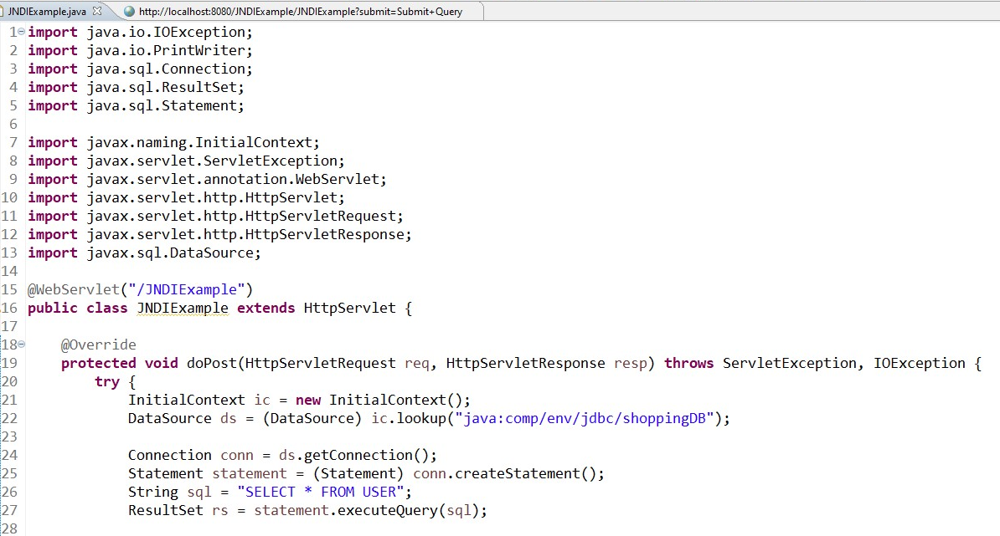 JNDIExample.java http://localhost:8080/JNDIExample/JNDIExample?submit=Submit+Query
1 import java.io.IOException;
2 import java.io.PrintWriter;
3 import java.sql.Connection;
4 import java.sql.ResultSet;
5 import java.sql.Statement;
6
7 import javax.naming.InitialContext;
8 import javax.servlet.ServletException;
9 import javax.servlet.annotation.WebServlet;
10 import javax.servlet.http.HttpServlet;
11 import javax.servlet.http.HttpServletRequest;
12 import javax.servlet.http.HttpServletResponse;
13 import javax.sql.DataSource;
14
15 @WebServlet("/JNDIExample")
16 public class JNDIExample extends HttpServlet {
17
18 @Override
19 protected void doPost(HttpServletRequest req, HttpServletResponse resp) throws ServletException, IOException {
20 try {
21 InitialContext ic = new InitialContext();
22 DataSource ds = (DataSource) ic.lookup("java:comp/env/jdbc/shoppingDB");
23
24 Connection conn = ds.getConnection();
25 Statement statement = (Statement) conn.createStatement();
26 String sql = "SELECT * FROM USER";
27 ResultSet rs = statement.executeQuery(sql);
28